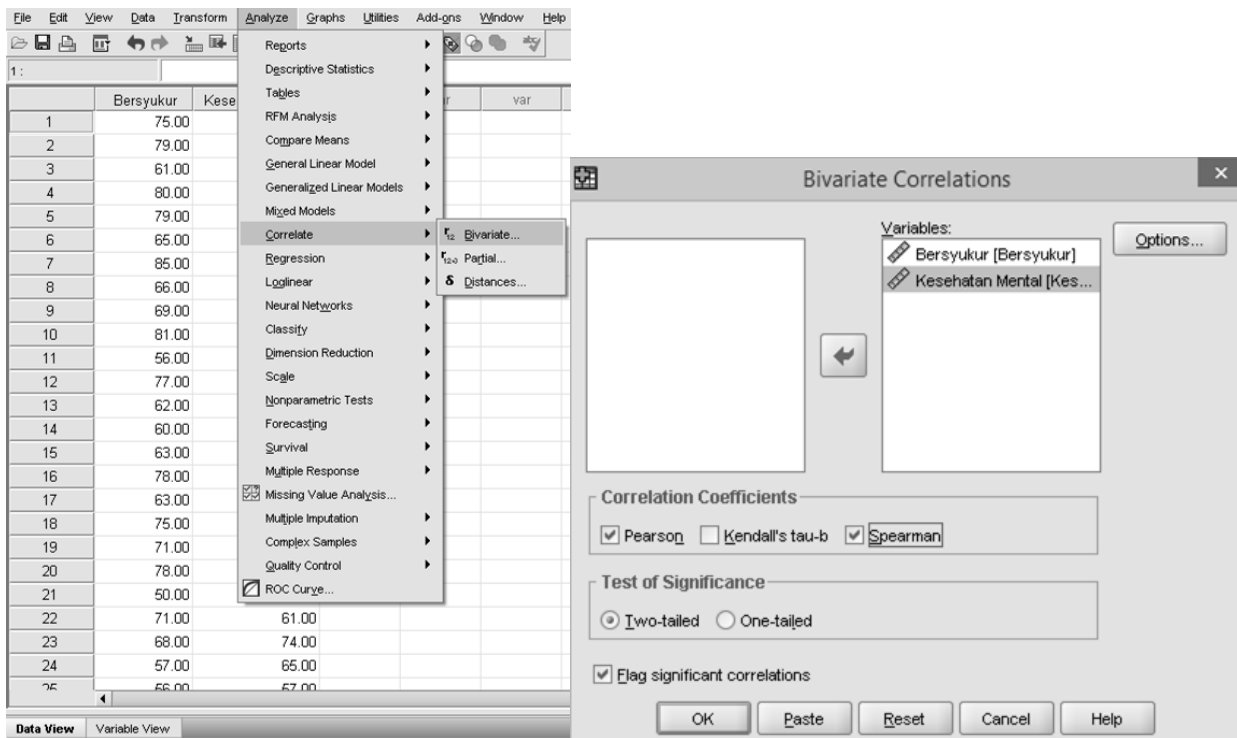 File Edit View Data Transform Analyze Graphs Utilities Add-ons Window Help
1 :
Bersyukur Kese var
1 75.00
2 79.00
3 61.00
4 80.00
5 79.00
6 65.00
7 85.00
8 66.00
9 69.00
10 81.00
11 56.00
12 77.00
13 62.00
14 60.00
15 63.00
16 78.00
17 63.00
18 75.00
19 71.00
20 78.00
21 50.00
22 71.00 61.00
23 68.00 74.00
24 57.00 65.00
Data View Variable View
Reports
Descriptive Statistics
Tables
RFM Analysis
Compare Means
General Linear Model
Generalized Linear Models
Mixed Models
Correlate
Regression
Loglinear
Neural Networks
Classify
Dimension Reduction
Scale
Nonparametric Tests
Forecasting
Survival
Multiple Response
Missing Value Analysis...
Multiple Imputation
Complex Samples
Quality Control
ROC Curve...
r12 Bivariate...
Partial...
δ Distances...
Bivariate Correlations
Variables:
Bersyukur [Bersyukur]
Kesehatan Mental [Kes...
Options...
Correlation Coefficients
Pearson Kendall's tau-b Spearman
Test of Significance
Two-tailed One-tailed
Flag significant correlations
OK Paste Reset Cancel Help